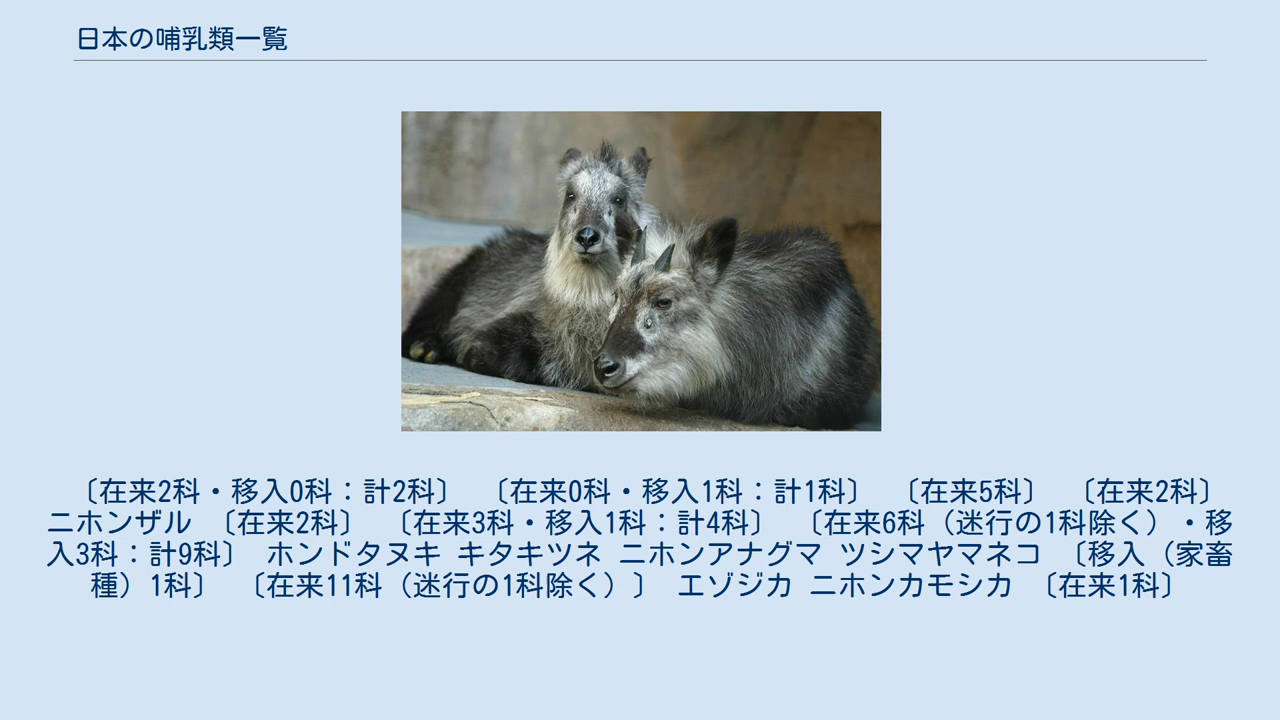 日本の哺乳類一覧
〔在来2科・移入0科：計2科〕 〔在来0科・移入1科：計1科〕 〔在来5科〕 〔在来2科〕
ニホンザル 〔在来2科〕 〔在来3科・移入1科：計4科〕 〔在来6科（迷行の1科除く）・移
入3科：計9科〕 ホンドタヌキ キタキツネ ニホンアナグマ ツシマヤマネコ 〔移入（家畜
種）1科〕 〔在来11科（迷行の1科除く）〕 エゾジカ ニホンカモシカ 〔在来1科〕